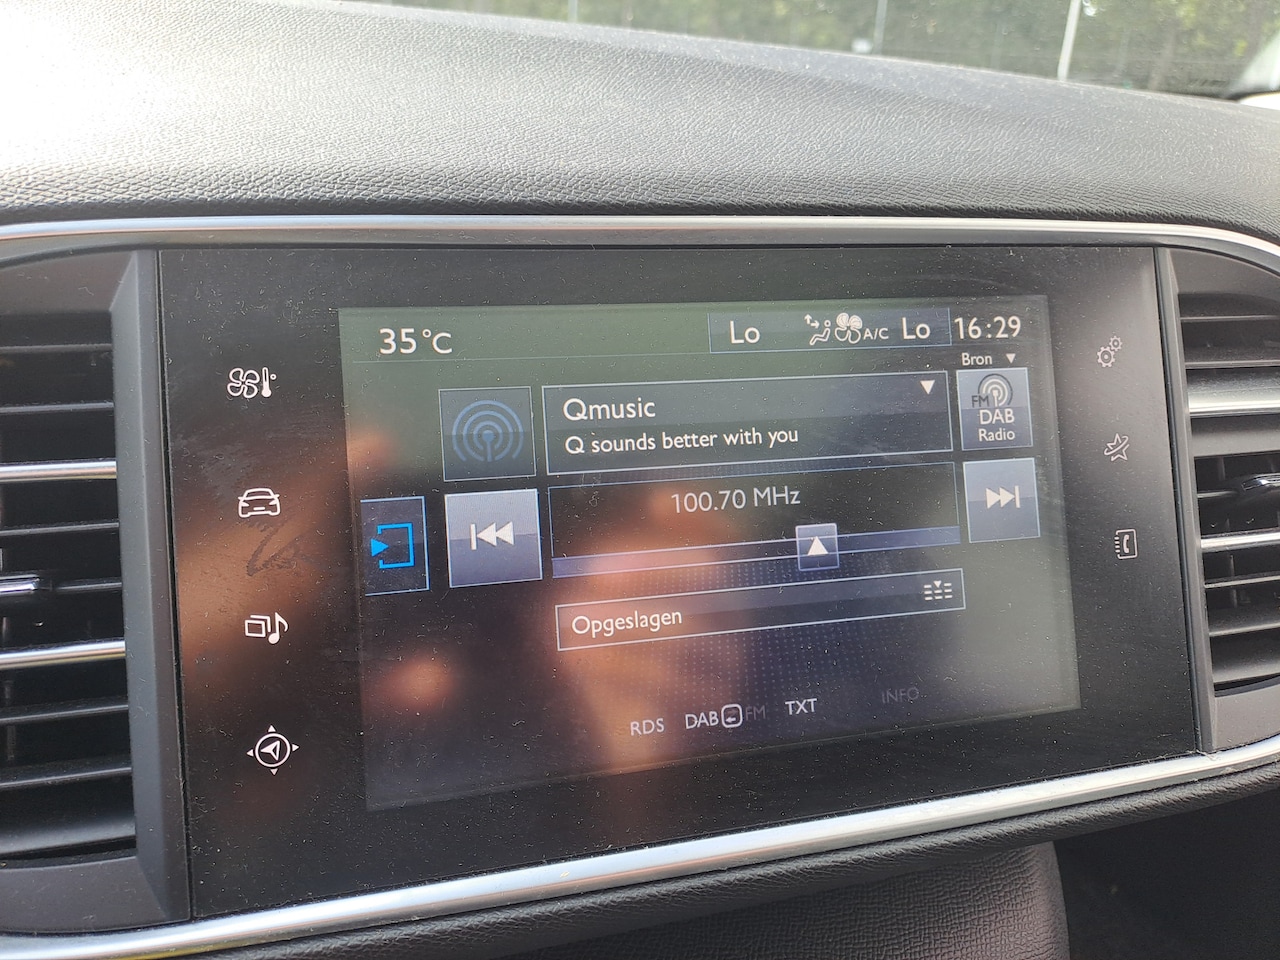 35°C
Lo A/C Lo 16:29
Bron
Qmusic
Q sounds better with you
FM
DAB
Radio
100.70 MHz
Opgeslagen
RDS DAB FM TXT INFO